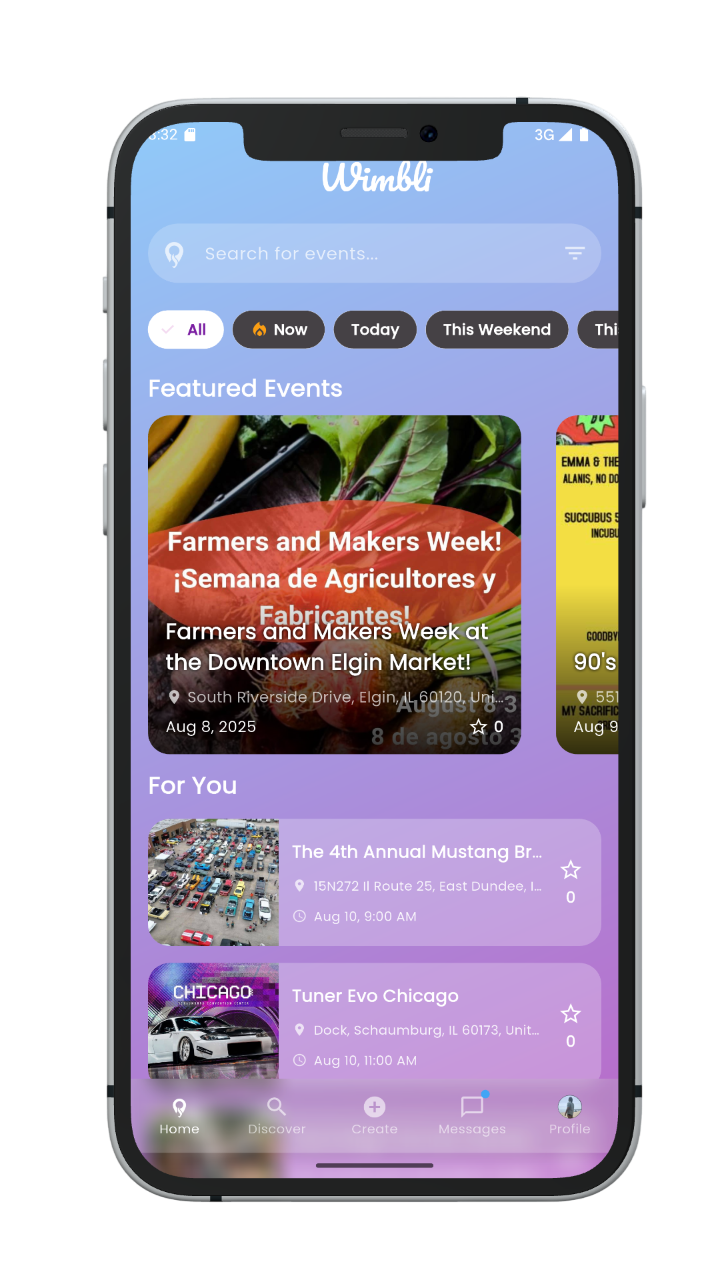 :32
3G
Wimbli
Search for events...
All
Now
Today
This Weekend
Featured Events
Farmers and Makers Week!
¡Semana de Agricultores y
Fabricantes!
Farmers and Makers Week at
the Downtown Elgin Market!
South Riverside Drive, Elgin, IL 60120, Uni...
August 8 3
8 de agosto 3
Aug 8, 2025
0
EMMA & THE
ALANIS, NO DO
SUCCUBUS 5
INCUBU
GOODBY
90's
551
MY SACRIFIC
Aug 9
For You
The 4th Annual Mustang Br...
15N272 Il Route 25, East Dundee, I...
Aug 10, 9:00 AM
0
CHICAGO
Tuner Evo Chicago
Dock, Schaumburg, IL 60173, Unit...
Aug 10, 11:00 AM
0
Home
Discover
Create
Messages
Profile